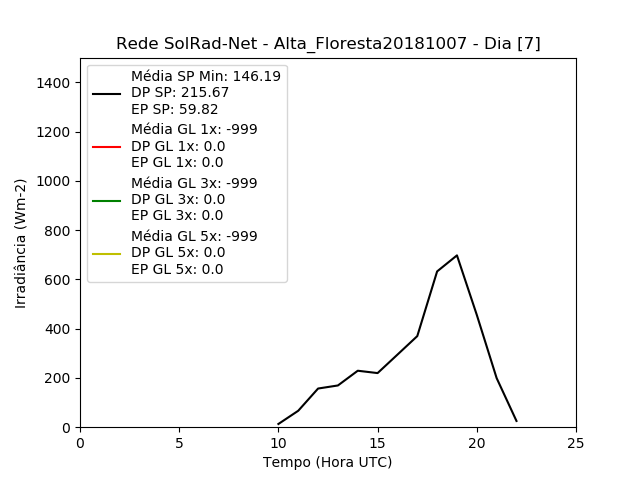 Rede SolRad-Net - Alta_Floresta20181007 - Dia [7]
Média SP Min: 146.19
DP SP: 215.67
EP SP: 59.82
Média GL 1x: -999
DP GL 1x: 0.0
EP GL 1x: 0.0
Média GL 3x: -999
DP GL 3x: 0.0
EP GL 3x: 0.0
Média GL 5x: -999
DP GL 5x: 0.0
EP GL 5x: 0.0
Irradiância (Wm-2)
1400
1200
1000
800
600
400
200
0
0 5 10 15 20 25
Tempo (Hora UTC)